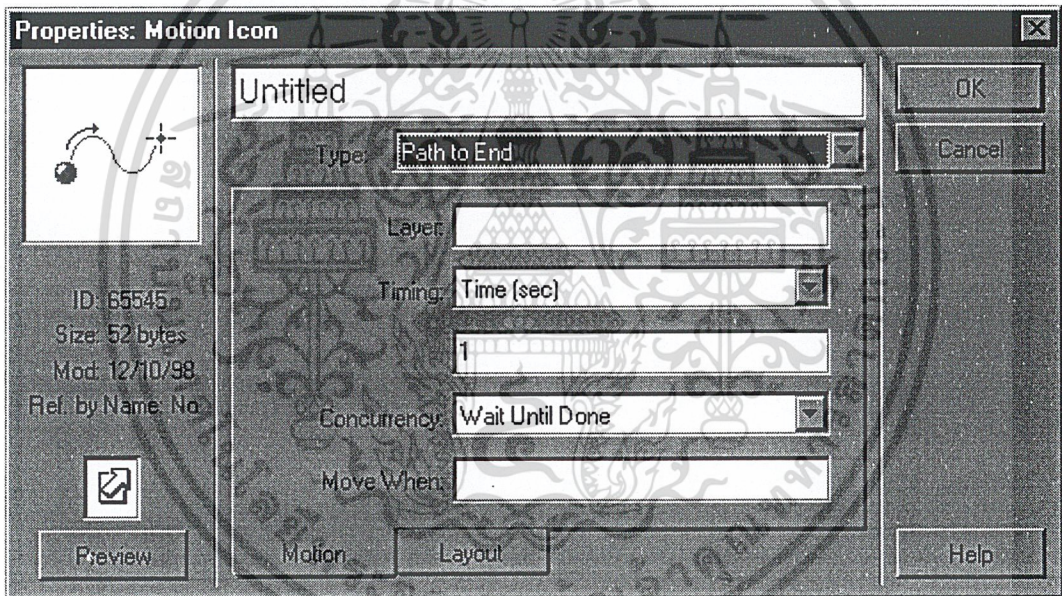 Properties: Motion Icon
Untitled
OK
Type: Path to End
Cancel
Layer:
Timing: Time (sec)
1
ID: 65545
Size: 52 bytes
Mod: 12/10/98
Ref. by Name: No
Concurrency: Wait Until Done
Move When:
Preview
Motion
Layout
Help